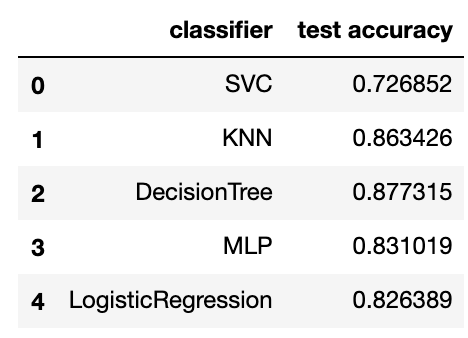 classifier test accuracy
0 SVC 0.726852
1 KNN 0.863426
2 DecisionTree 0.877315
3 MLP 0.831019
4 LogisticRegression 0.826389